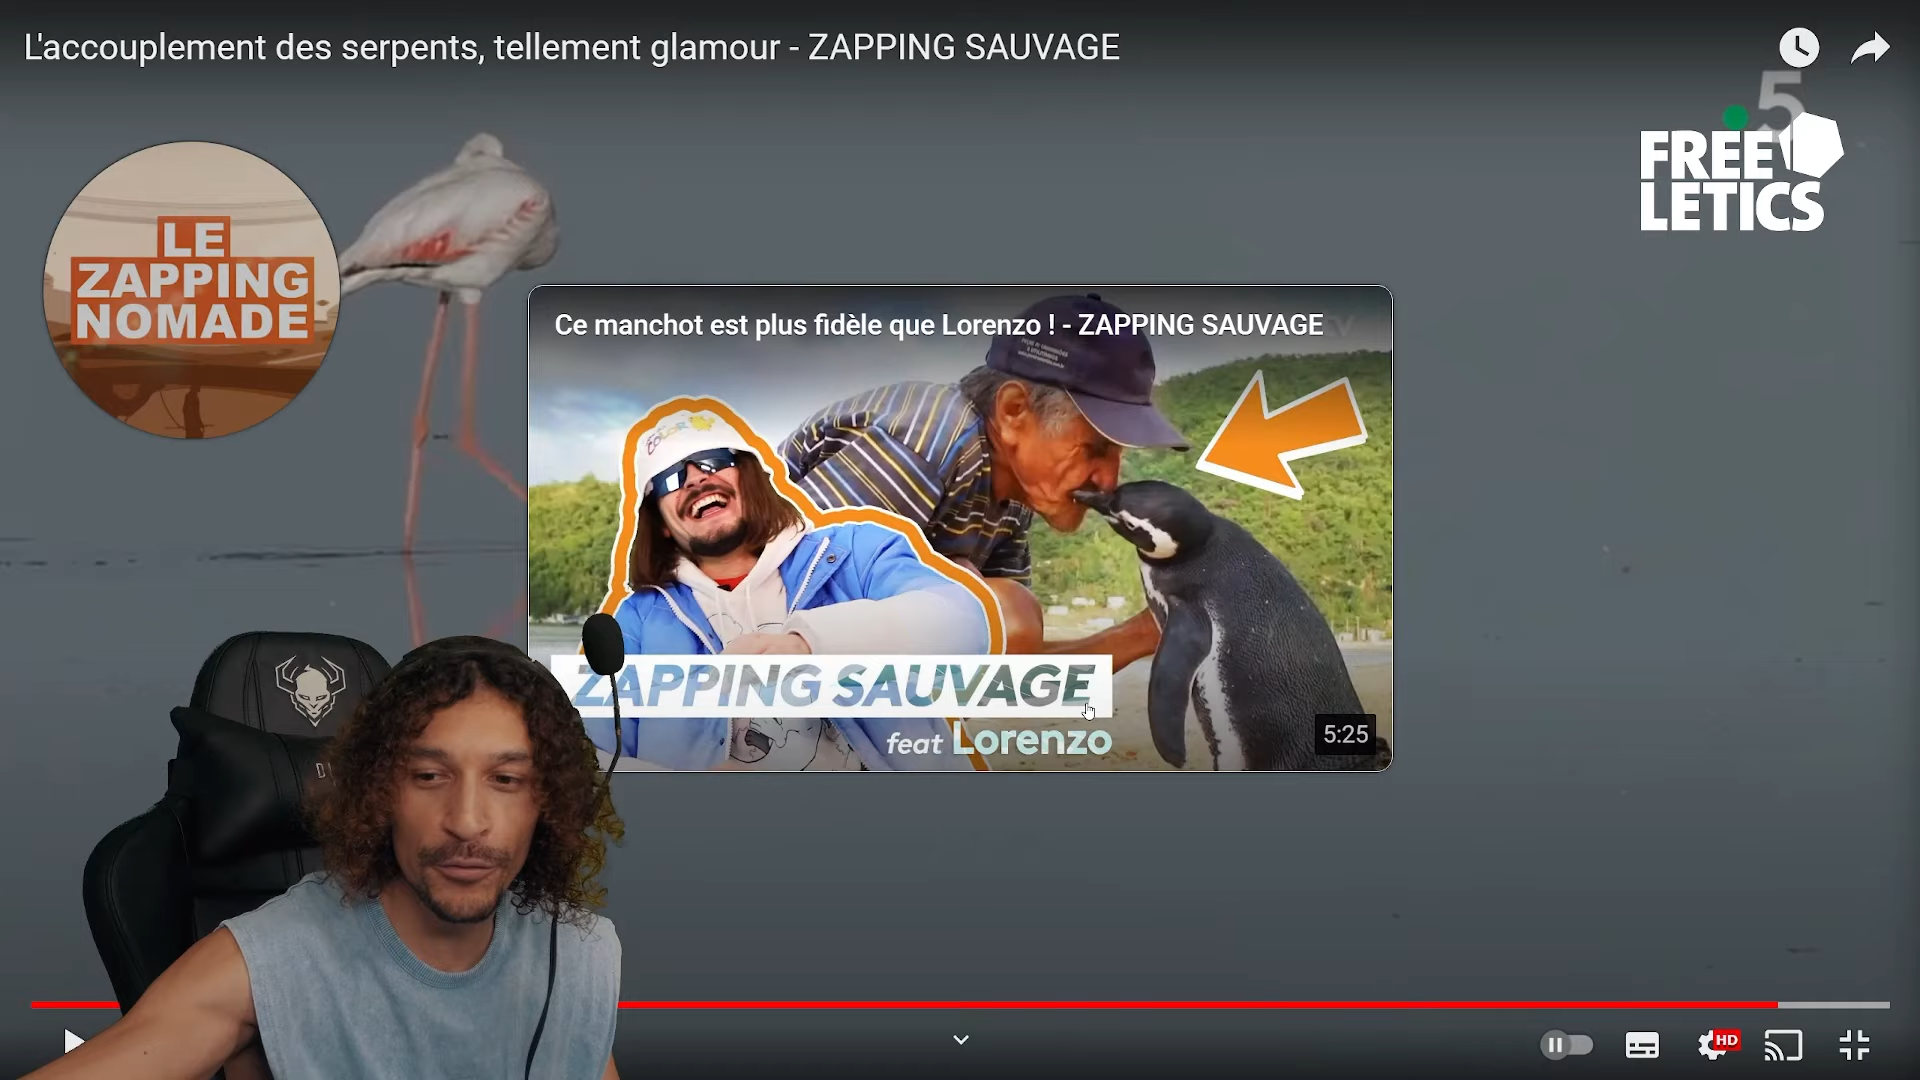 L'accouplement des serpents, tellement glamour - ZAPPING SAUVAGE
5
FREE
LETICS
LE
ZAPPING
NOMADE
Ce manchot est plus fidèle que Lorenzo ! - ZAPPING SAUVAGE
COLOR
ZAPPING SAUVAGE
feat Lorenzo
5:25
HD